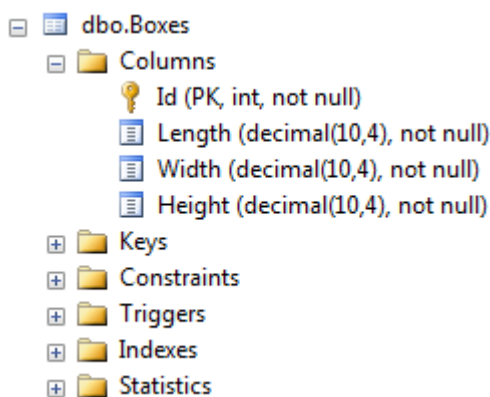 dbo.Boxes
Columns
Id (PK, int, not null)
Length (decimal(10,4), not null)
Width (decimal(10,4), not null)
Height (decimal(10,4), not null)
Keys
Constraints
Triggers
Indexes
Statistics